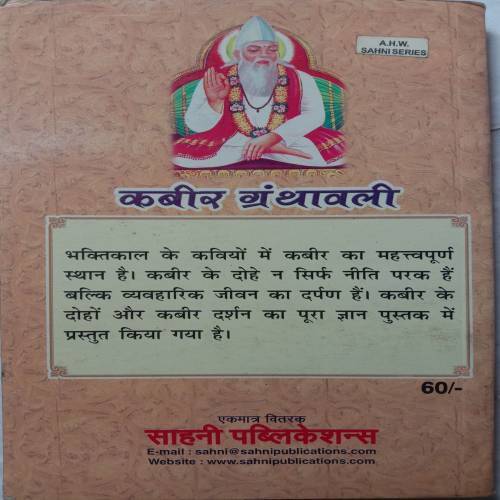 A.H.W.
SAHNI SERIES
कबीर ग्रंथावली
भक्तिकाल के कवियों में कबीर का महत्त्वपूर्ण
स्थान है। कबीर के दोहे न सिर्फ नीति परक हैं
बल्कि व्यवहारिक जीवन का दर्पण हैं। कबीर के
दोहों और कबीर दर्शन का पूरा ज्ञान पुस्तक में
प्रस्तुत किया गया है।
60/-
एकमात्र वितरक
साहनी पब्लिकेशन्स
E-mail : sahni@sahnipublications.com
Website : www.sahnipublications.com